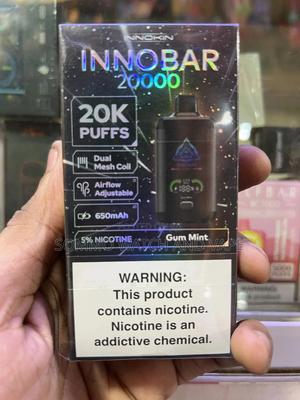 INNOKIN
INNOBAR
20000
20K
PUFFS
Dual
Mesh Coil
Airflow
Adjustable
650mAh
5% NICOTINE
Gum Mint
WARNING:
This product
contains nicotine.
Nicotine is an
addictive chemical.